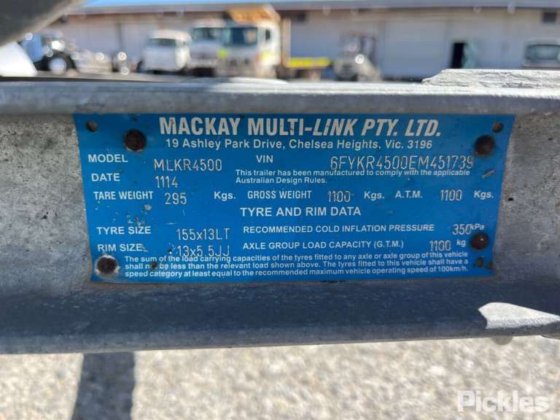 MACKAY MULTI-LINK PTY. LTD.
19 Ashley Park Drive, Chelsea Heights, Vic. 3196
MODEL MLKR4500 VIN 6FYKR4500EM451739
This trailer has been manufactured to comply with the applicable
DATE 1114 Australian Design Rules.
TARE WEIGHT 295 Kgs. GROSS WEIGHT 1100 Kgs. A.T.M. 1100 Kgs.
TYRE AND RIM DATA
TYRE SIZE 155x13LT RECOMMENDED COLD INFLATION PRESSURE 350 kPa
RIM SIZE 13x5.5JJ AXLE GROUP LOAD CAPACITY (G.T.M.) 1100 kg
The sum of the load carrying capacities of the tyres fitted to any axle or axle group of this vehicle
shall not be less than the relevant load shown above. The tyres fitted to this vehicle shall have a
speed category at least equal to the recommended maximum vehicle operating speed of 100km/h.
Pickles